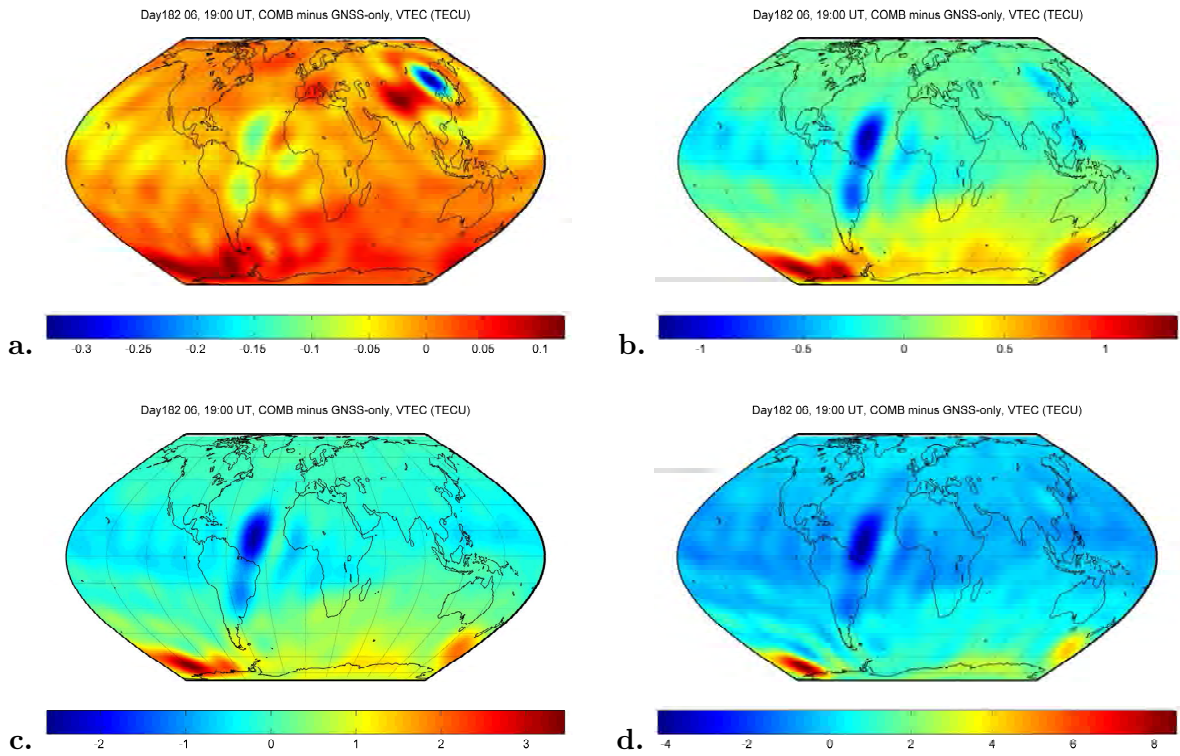 Day182 06, 19:00 UT, COMB minus GNSS-only, VTEC (TECU)
-0.3 -0.25 -0.2 -0.15 -0.1 -0.05 0 0.05 0.1
a.
Day182 06, 19:00 UT, COMB minus GNSS-only, VTEC (TECU)
-1 -0.5 0 0.5 1
b.
Day182 06, 19:00 UT, COMB minus GNSS-only, VTEC (TECU)
-2 -1 0 1 2 3
c.
Day182 06, 19:00 UT, COMB minus GNSS-only, VTEC (TECU)
-4 -2 0 2 4 6 8
d.